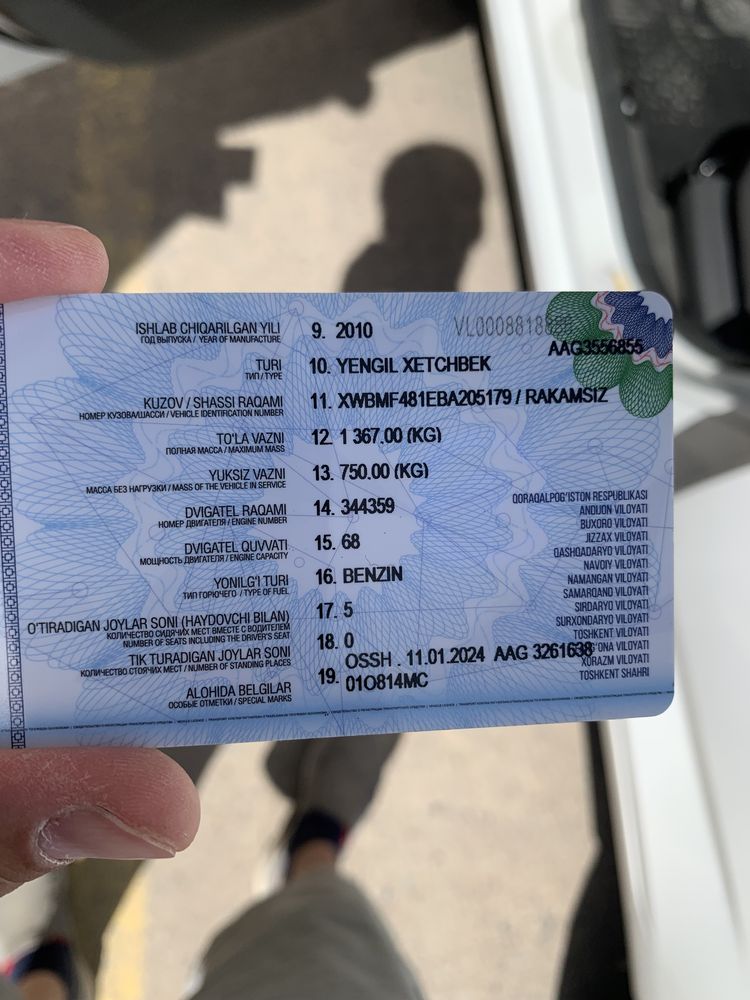 ISHLAB CHIQARILGAN YILI 9. 2010
ГОД ВЫПУСКА / YEAR OF MANUFACTURE
AAG3556855
TURI 10. YENGIL XETCHBEK
ТИП / TYPE
KUZOV / SHASSI RAQAMI 11. XWBMF481EBA205179 / RAKAMSIZ
НОМЕР КУЗОВА/ШАССИ / VEHICLE IDENTIFICATION NUMBER
TO'LA VAZNI 12. 1 367.00 (KG)
ПОЛНАЯ МАССА / MAXIMUM MASS
YUKSIZ VAZNI 13. 750.00 (KG)
МАССА БЕЗ НАГРУЗКИ / MASS OF THE VEHICLE IN SERVICE
DVIGATEL RAQAMI 14. 344359
НОМЕР ДВИГАТЕЛЯ / ENGINE NUMBER
DVIGATEL QUVVATI 15. 68
МОЩНОСТЬ ДВИГАТЕЛЯ / ENGINE CAPACITY
YONILG'I TURI 16. BENZIN
ТИП ГОРЮЧЕГО / TYPE OF FUEL
O'TIRADIGAN JOYLAR SONI (HAYDOVCHI BILAN) 17. 5
КОЛИЧЕСТВО СИДЯЧИХ МЕСТ ВМЕСТЕ С ВОДИТЕЛЕМ
NUMBER OF SEATS INCLUDING THE DRIVER'S SEAT
TIK TURADIGAN JOYLAR SONI 18. 0
КОЛИЧЕСТВО СТОЯЧИХ МЕСТ / NUMBER OF STANDING PLACES
ALOHIDA BELGILAR 19. OSSH . 11.01.2024 AAG 3261638
ОСОБЫЕ ОТМЕТКИ / SPECIAL MARKS
01O814MC
QORAQALPOG'ISTON RESPUBLIKASI
ANDIJON VILOYATI
BUXORO VILOYATI
JIZZAX VILOYATI
QASHQADARYO VILOYATI
NAVOIY VILOYATI
NAMANGAN VILOYATI
SAMARQAND VILOYATI
SIRDARYO VILOYATI
SURXONDARYO VILOYATI
TOSHKENT VILOYATI
VILOYATI
XORAZM VILOYATI
TOSHKENT SHAHRI